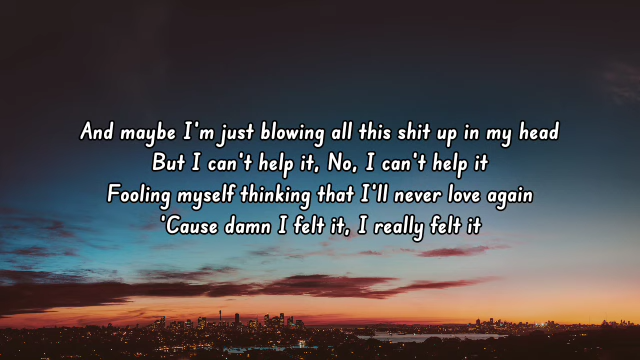 And maybe I'm just blowing all this shit up in my head
But I can't help it, No, I can't help it
Fooling myself thinking that I'll never love again
'Cause damn I felt it, I really felt it